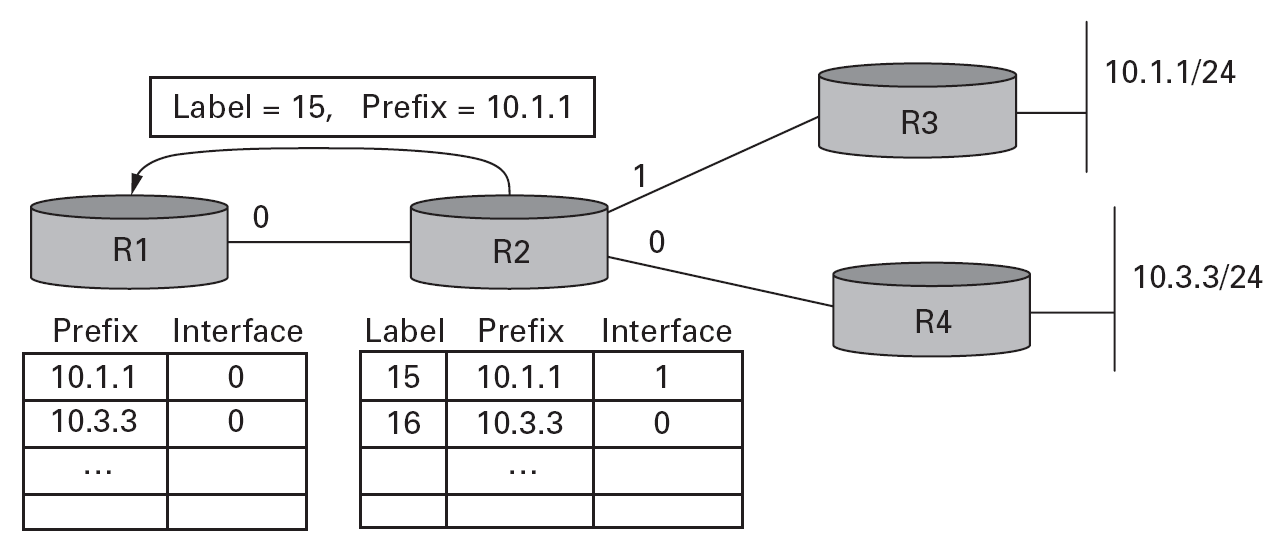 10.1.1/24
Label = 15, Prefix = 10.1.1
R3
1
0
R1
R2
0
10.3.3/24
R4
Prefix Interface
10.1.1 0
10.3.3 0
...
Label Prefix Interface
15 10.1.1 1
16 10.3.3 0
...